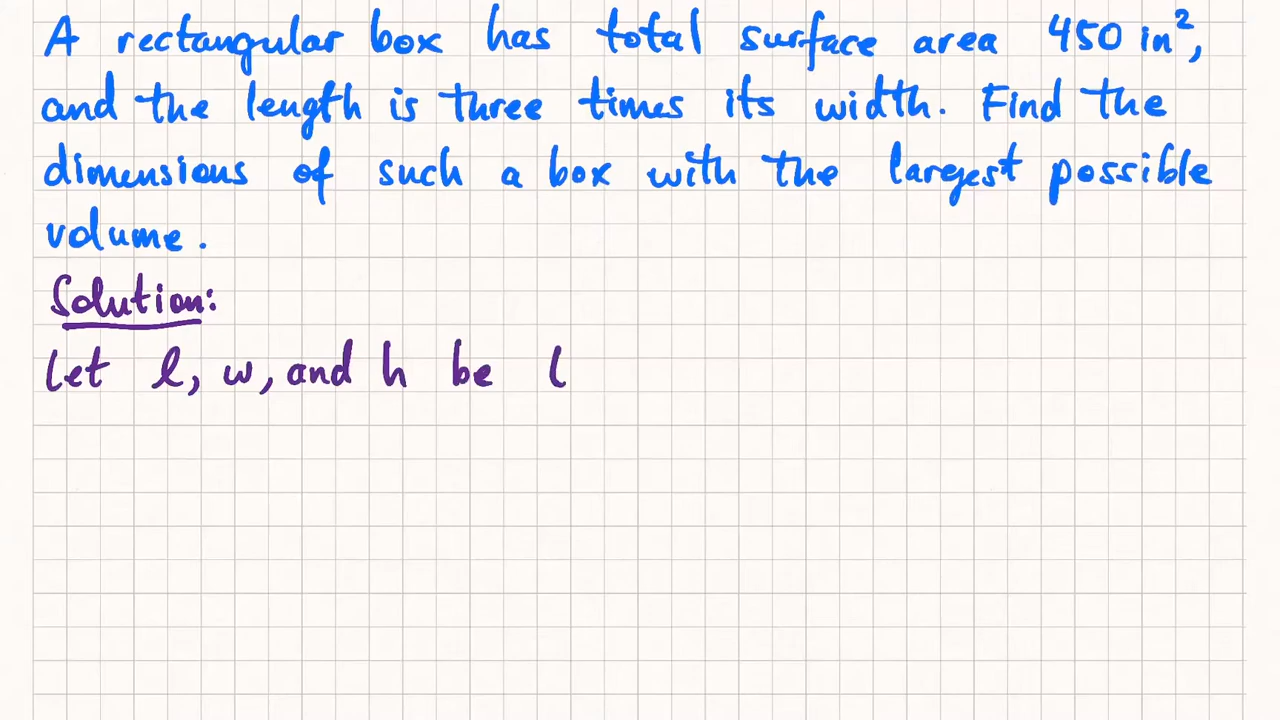 A rectangular box has total surface area 450 in²,
and the length is three times its width. Find the
dimensions of such a box with the largest possible
volume.
Solution:
Let l, w, and h be l